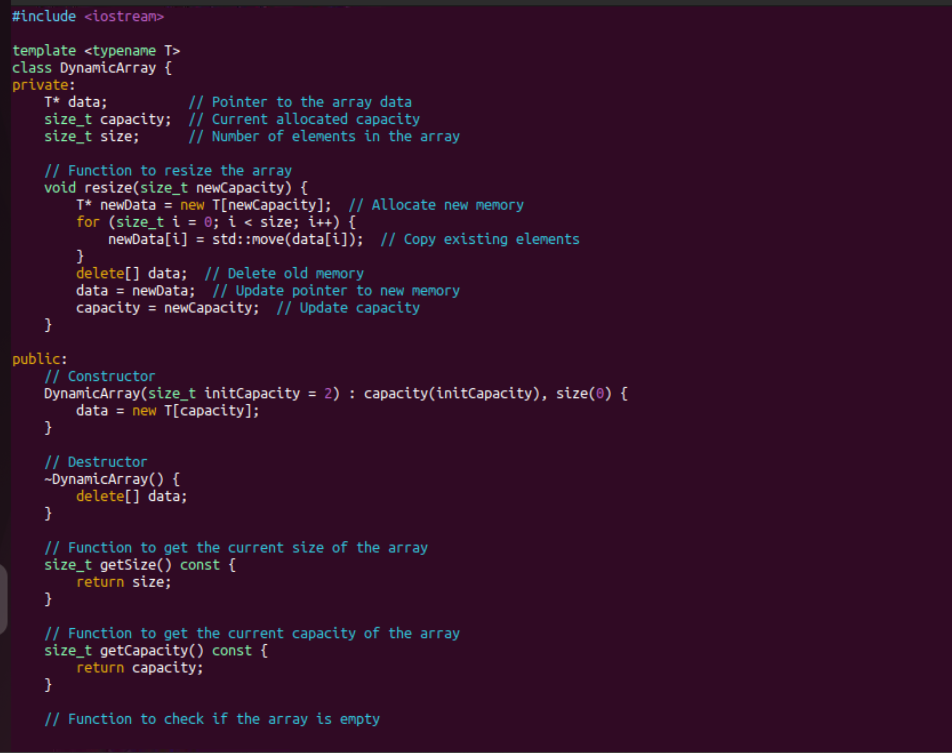 #include <iostream>
template <typename T>
class DynamicArray {
private:
    T* data;          // Pointer to the array data
    size_t capacity;  // Current allocated capacity
    size_t size;      // Number of elements in the array
    // Function to resize the array
    void resize(size_t newCapacity) {
        T* newData = new T[newCapacity];  // Allocate new memory
        for (size_t i = 0; i < size; i++) {
            newData[i] = std::move(data[i]);  // Copy existing elements
        }
        delete[] data;  // Delete old memory
        data = newData;  // Update pointer to new memory
        capacity = newCapacity;  // Update capacity
    }
public:
    // Constructor
    DynamicArray(size_t initCapacity = 2) : capacity(initCapacity), size(0) {
        data = new T[capacity];
    }
    // Destructor
    ~DynamicArray() {
        delete[] data;
    }
    // Function to get the current size of the array
    size_t getSize() const {
        return size;
    }
    // Function to get the current capacity of the array
    size_t getCapacity() const {
        return capacity;
    }
    // Function to check if the array is empty